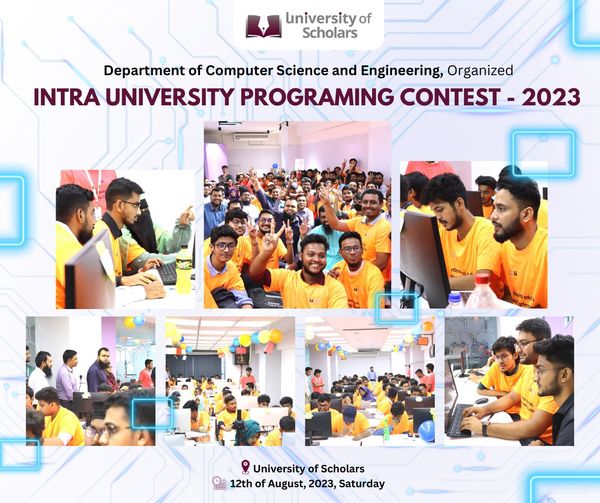 University of
Scholars
Department of Computer Science and Engineering, Organized
INTRA UNIVERSITY PROGRAMING CONTEST - 2023
University of Scholars
12th of August, 2023, Saturday